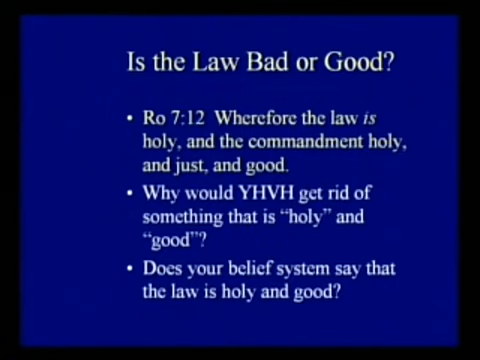 Is the Law Bad or Good?
• Ro 7:12 Wherefore the law is
holy, and the commandment holy,
and just, and good.
• Why would YHVH get rid of
something that is “holy” and
“good”?
• Does your belief system say that
the law is holy and good?